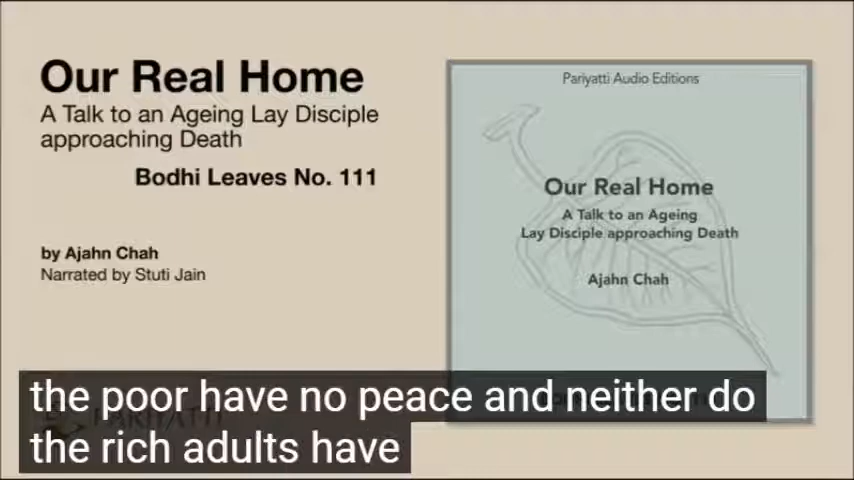 Our Real Home
A Talk to an Ageing Lay Disciple
approaching Death
Bodhi Leaves No. 111
by Ajahn Chah
Narrated by Stuti Jain
Pariyatti Audio Editions
Our Real Home
A Talk to an Ageing
Lay Disciple approaching Death
Ajahn Chah
PARIYATTI
the poor have no peace and neither do
the rich adults have